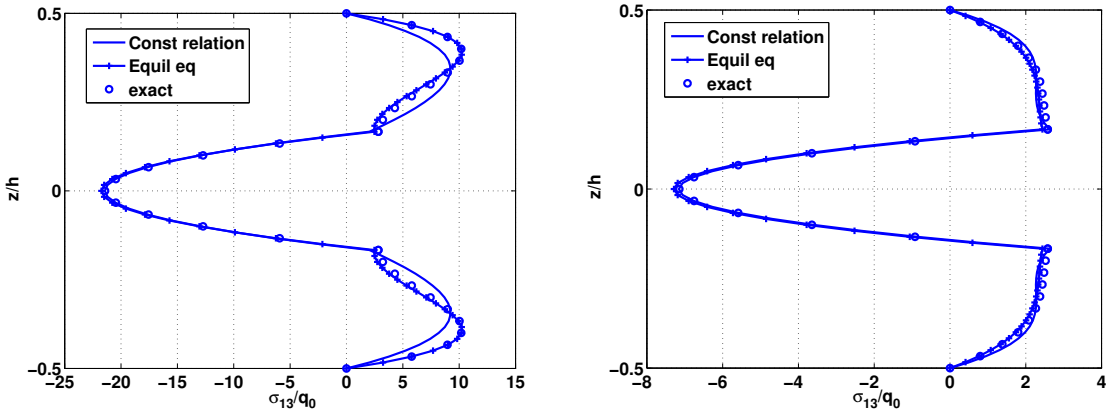 0.5
Const relation
Equil eq
exact
z/h
0
−0.5
−25 −20 −15 −10 −5 0 5 10 15
σ13/q0
0.5
Const relation
Equil eq
exact
z/h
0
−0.5
−8 −6 −4 −2 0 2 4
σ13/q0